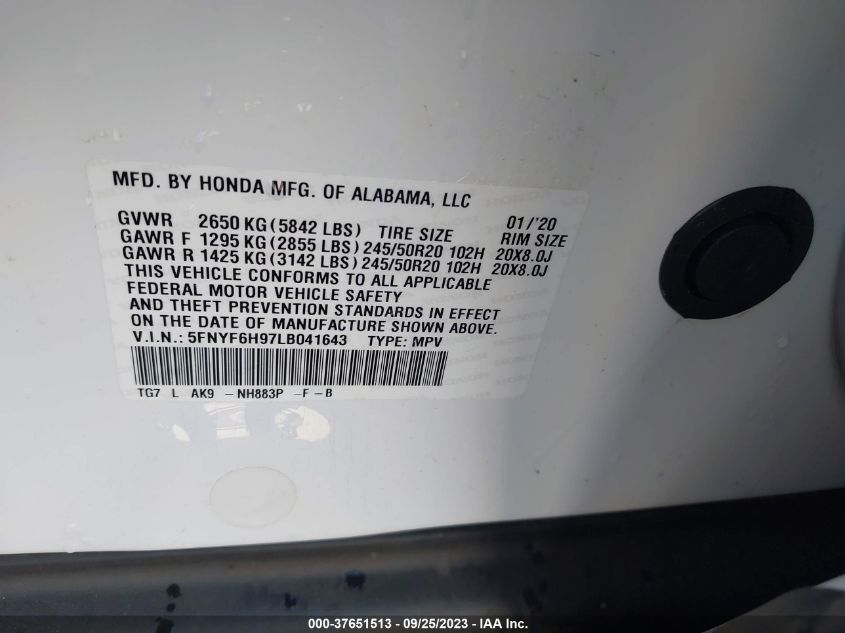 MFD. BY HONDA MFG. OF ALABAMA, LLC
GVWR 2650 KG (5842 LBS) TIRE SIZE 01/'20 RIM SIZE
GAWR F 1295 KG (2855 LBS) 245/50R20 102H 20X8.0J
GAWR R 1425 KG (3142 LBS) 245/50R20 102H 20X8.0J
THIS VEHICLE CONFORMS TO ALL APPLICABLE
FEDERAL MOTOR VEHICLE SAFETY
AND THEFT PREVENTION STANDARDS IN EFFECT
ON THE DATE OF MANUFACTURE SHOWN ABOVE.
V.I.N.: 5FNYF6H97LB041643 TYPE: MPV
TG7 L AK9 -NH883P -F-B
000-37651513 - 09/25/2023 - www.iaai.com